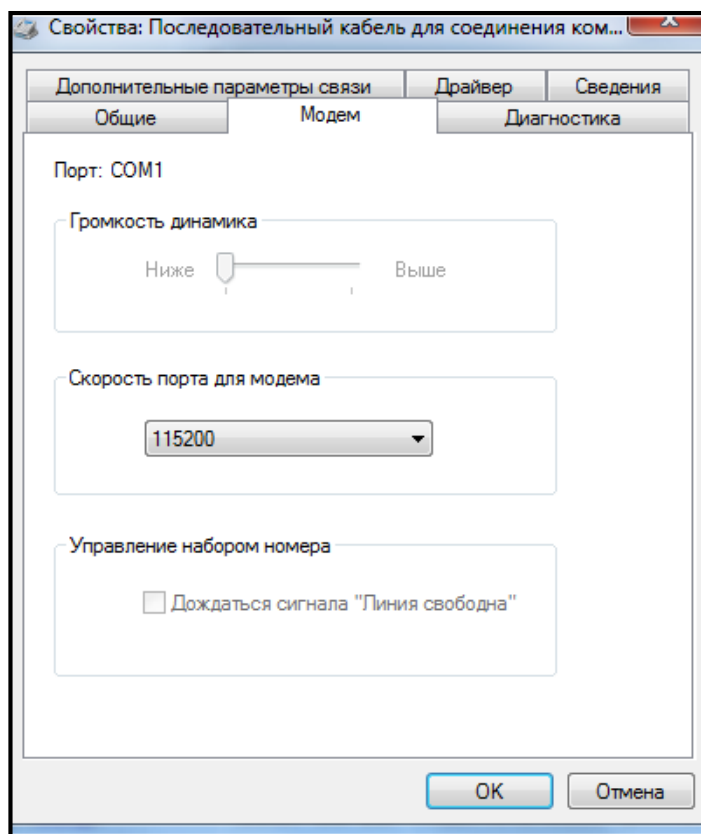 Свойства: Последовательный кабель для соединения ком...
Дополнительные параметры связи Драйвер Сведения
Общие Модем Диагностика
Порт: COM1
Громкость динамика
Ниже Выше
Скорость порта для модема
115200
Управление набором номера
Дождаться сигнала "Линия свободна"
OK Отмена